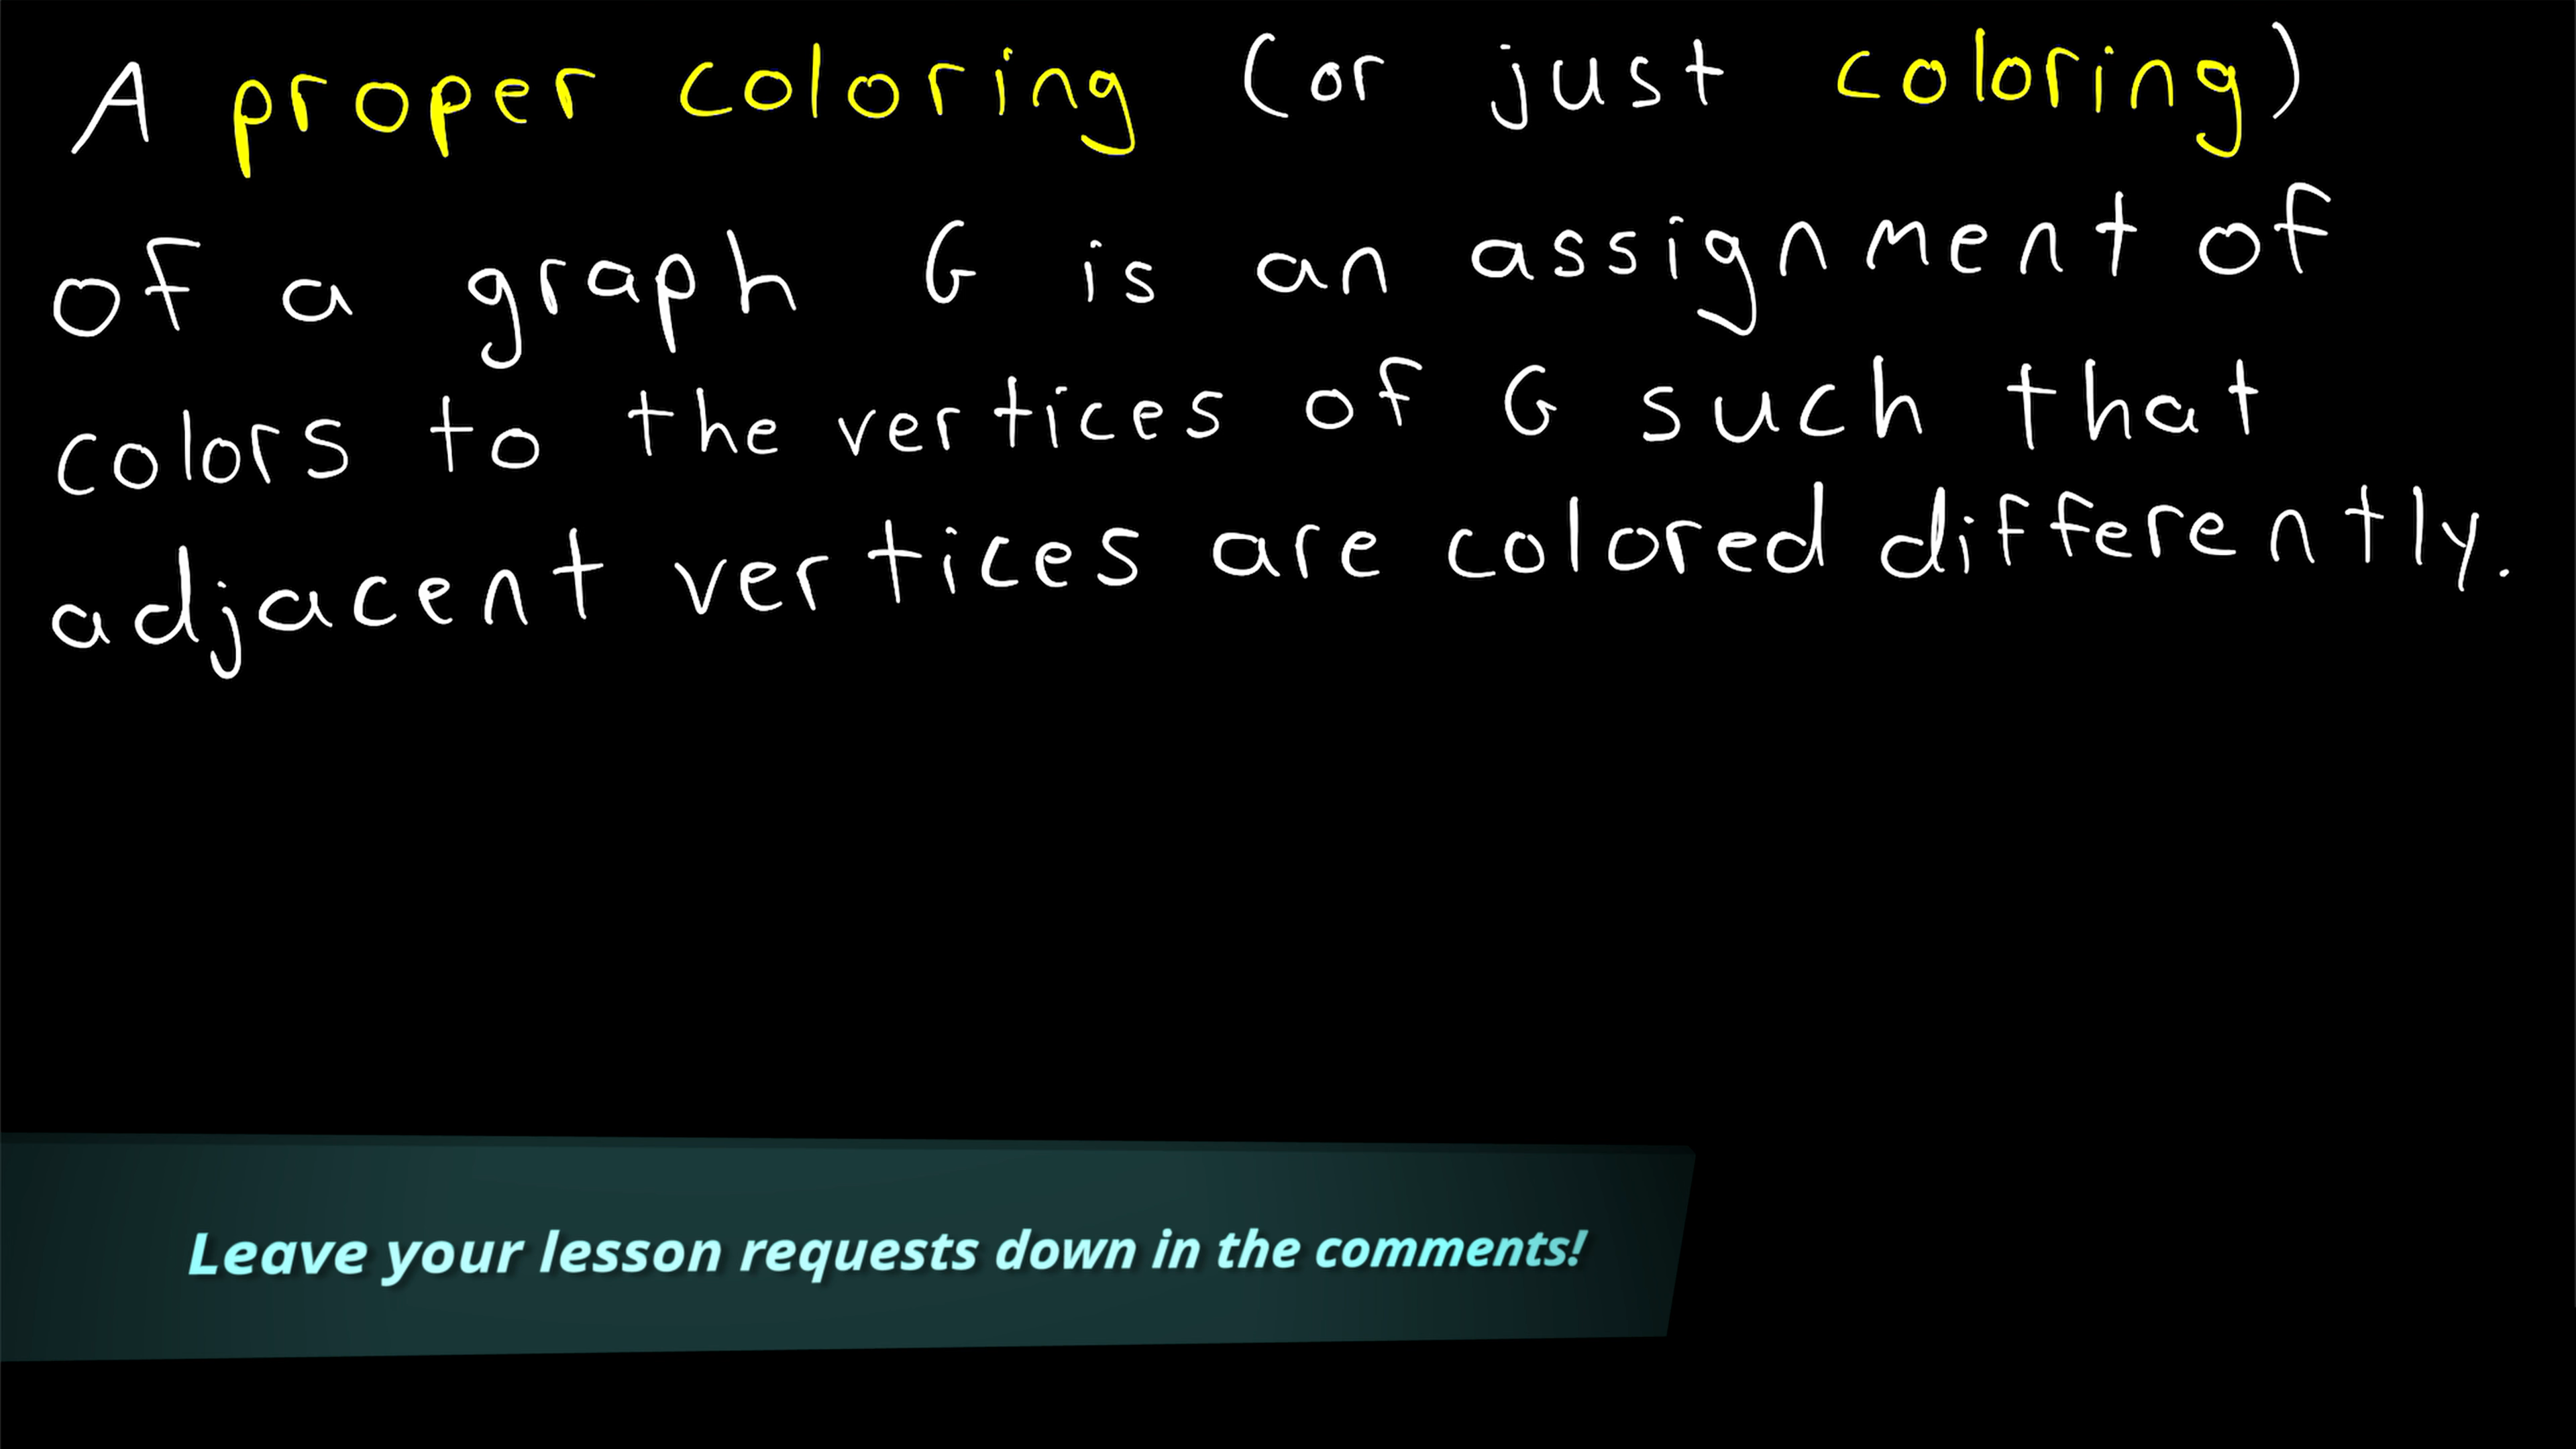 A proper coloring (or just coloring)
of a graph G is an assignment of
colors to the vertices of G such that
adjacent vertices are colored differently.
Leave your lesson requests down in the comments!